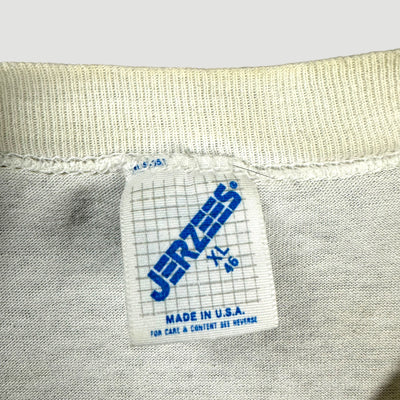 JERZEES®
XL
46
MADE IN U.S.A.
FOR CARE & CONTENT SEE REVERSE